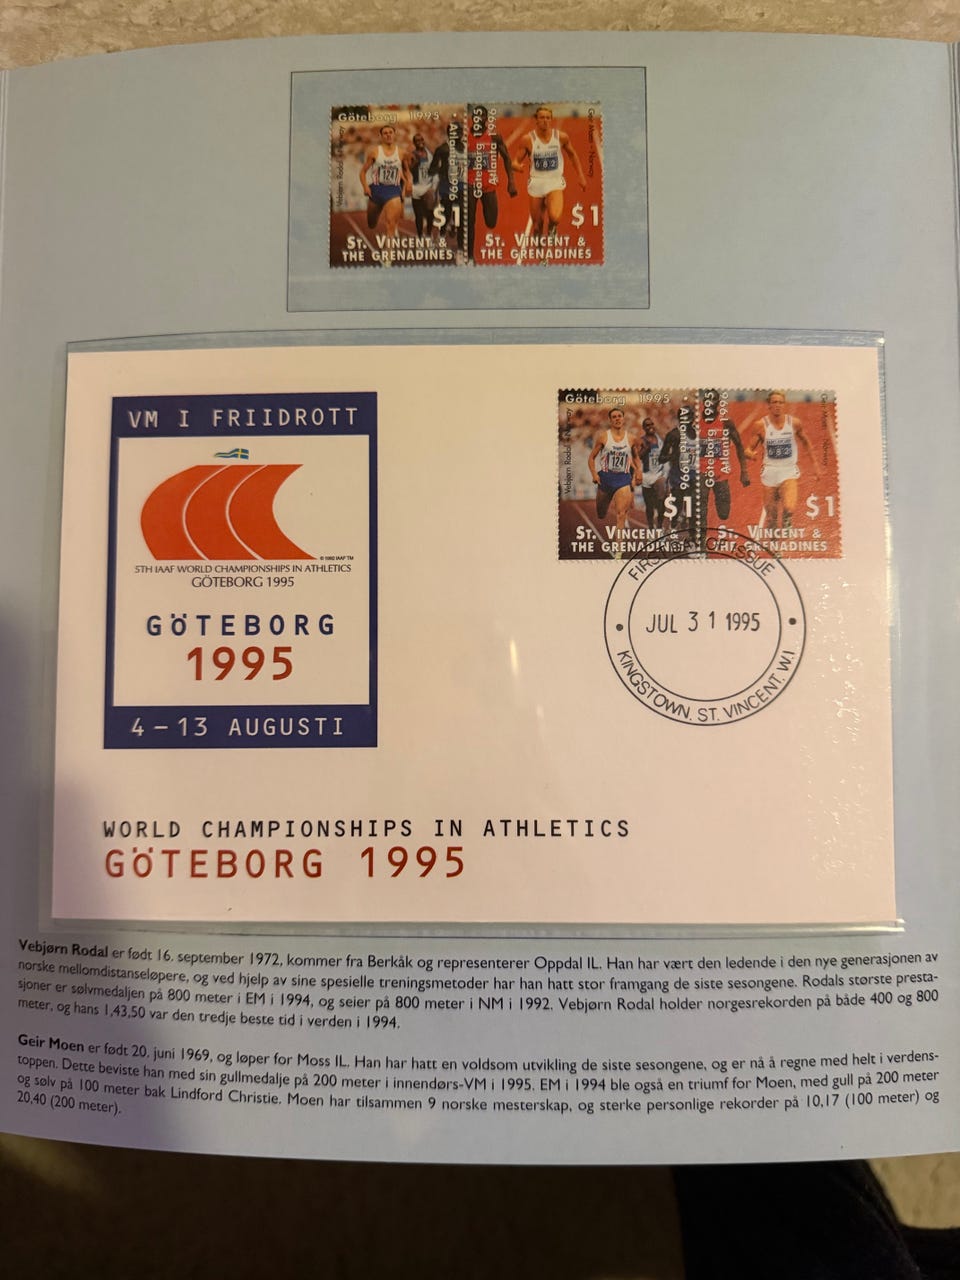 Göteborg 1995 • Atlanta 1996
Vebjørn Rodal - Norway
124
$1
ST. VINCENT &
THE GRENADINES
Göteborg 1995
Atlanta 1996
Geir Moen - Norway
682
$1
ST. VINCENT &
THE GRENADINES
VM I FRIIDROTT
© 1992 IAAF TM
5TH IAAF WORLD CHAMPIONSHIPS IN ATHLETICS
GÖTEBORG 1995
GÖTEBORG
1995
4–13 AUGUSTI
Göteborg 1995 • Atlanta 1996
Vebjørn Rodal - Norway
124
$1
ST. VINCENT &
THE GRENADINES
Göteborg 1995
Atlanta 1996
Geir Moen - Norway
682
$1
ST. VINCENT &
THE GRENADINES
FIRST DAY OF ISSUE
JUL 31 1995
KINGSTOWN, ST. VINCENT, W.I.
WORLD CHAMPIONSHIPS IN ATHLETICS
GÖTEBORG 1995
Vebjørn Rodal er født 16. september 1972, kommer fra Berkåk og representerer Oppdal IL. Han har vært den ledende i den nye generasjonen av
norske mellomdistanseløpere, og ved hjelp av sine spesielle treningsmetoder har han hatt stor framgang de siste sesongene. Rodals største presta-
sjoner er sølvmedaljen på 800 meter i EM i 1994, og seier på 800 meter i NM i 1992. Vebjørn Rodal holder norgesrekorden på både 400 og 800
meter, og hans 1,43,50 var den tredje beste tid i verden i 1994.
Geir Moen er født 20. juni 1969, og løper for Moss IL. Han har hatt en voldsom utvikling de siste sesongene, og er nå å regne med helt i verdens-
toppen. Dette beviste han med sin gullmedalje på 200 meter i innendørs-VM i 1995. EM i 1994 ble også en triumf for Moen, med gull på 200 meter
og sølv på 100 meter bak Lindford Christie. Moen har tilsammen 9 norske mesterskap, og sterke personlige rekorder på 10,17 (100 meter) og
20,40 (200 meter).